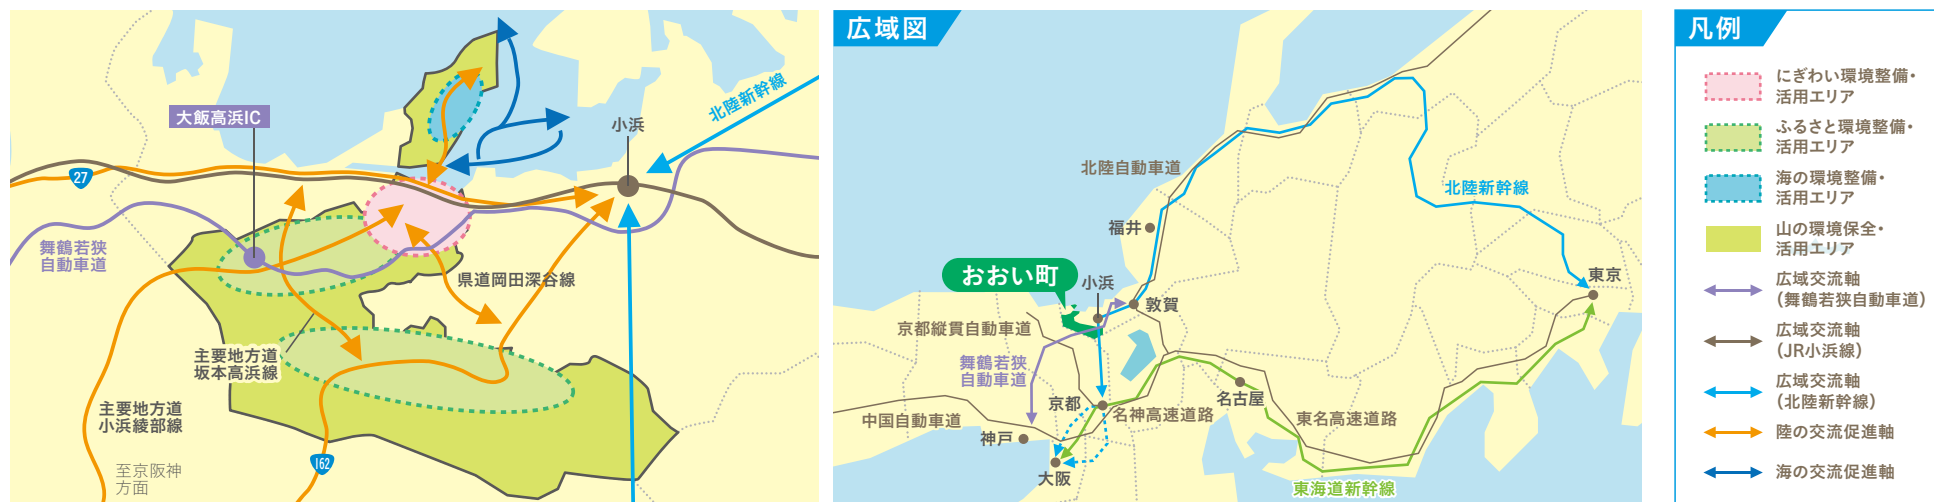 大飯高浜IC
小浜
北陸新幹線
27
舞鶴若狭
自動車道
県道岡田深谷線
主要地方道
坂本高浜線
主要地方道
小浜綾部線
至京阪神
方面
162
広域図
北陸自動車道
北陸新幹線
福井
おおい町
小浜
敦賀
東京
京都縦貫自動車道
舞鶴若狭
自動車道
京都
名古屋
中国自動車道
名神高速道路
東名高速道路
神戸
大阪
東海道新幹線
凡例
にぎわい環境整備・
活用エリア
ふるさと環境整備・
活用エリア
海の環境整備・
活用エリア
山の環境保全・
活用エリア
広域交流軸
(舞鶴若狭自動車道)
広域交流軸
(JR小浜線)
広域交流軸
(北陸新幹線)
陸の交流促進軸
海の交流促進軸